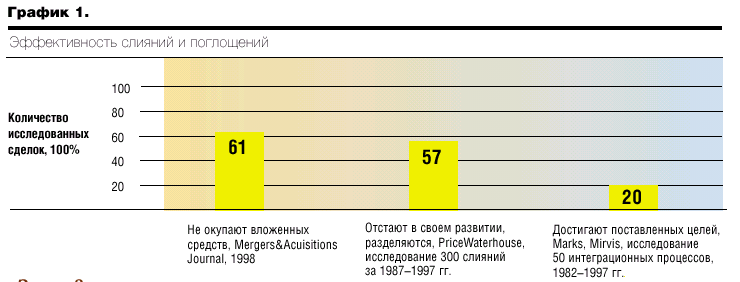 График 1.
Эффективность слияний и поглощений
Количество
исследованных
сделок, 100%
100
80
60
40
20
61
57
20
Не окупают вложенных
средств, Mergers&Acuisitions
Journal, 1998
Отстают в своем развитии,
разделяются, PriceWaterhouse,
исследование 300 слияний
за 1987–1997 гг.
Достигают поставленных целей,
Marks, Mirvis, исследование
50 интеграционных процессов,
1982–1997 гг.